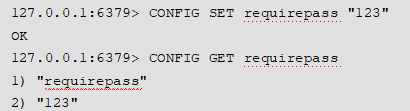 127.0.0.1:6379> CONFIG SET requirepass "123"
OK
127.0.0.1:6379> CONFIG GET requirepass
1) "requirepass"
2) "123"